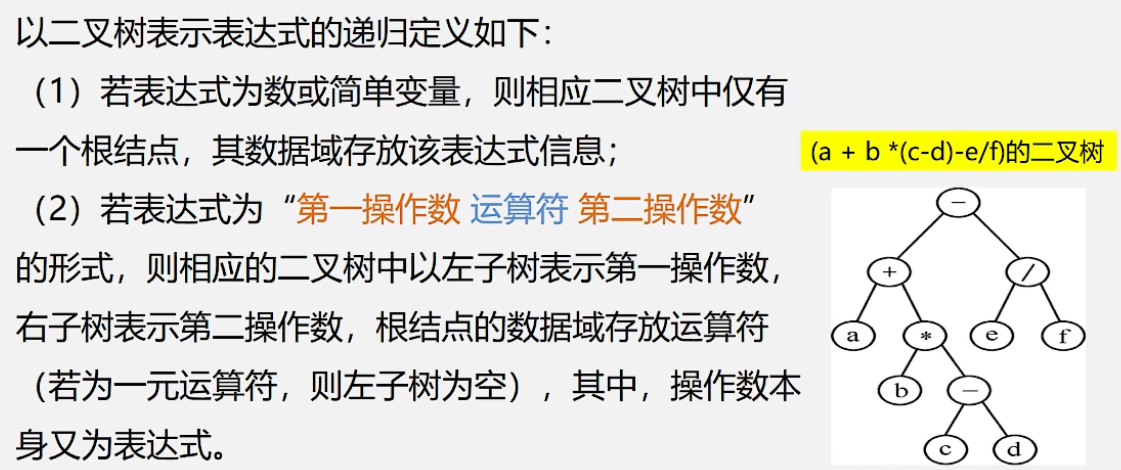 以二叉树表示表达式的递归定义如下：
（1）若表达式为数或简单变量，则相应二叉树中仅有
一个根结点，其数据域存放该表达式信息；
（2）若表达式为“第一操作数 运算符 第二操作数”
的形式，则相应的二叉树中以左子树表示第一操作数，
右子树表示第二操作数，根结点的数据域存放运算符
（若为一元运算符，则左子树为空），其中，操作数本
身又为表达式。
(a + b *(c-d)-e/f)的二叉树
−
+ /
a * e f
b −
c d